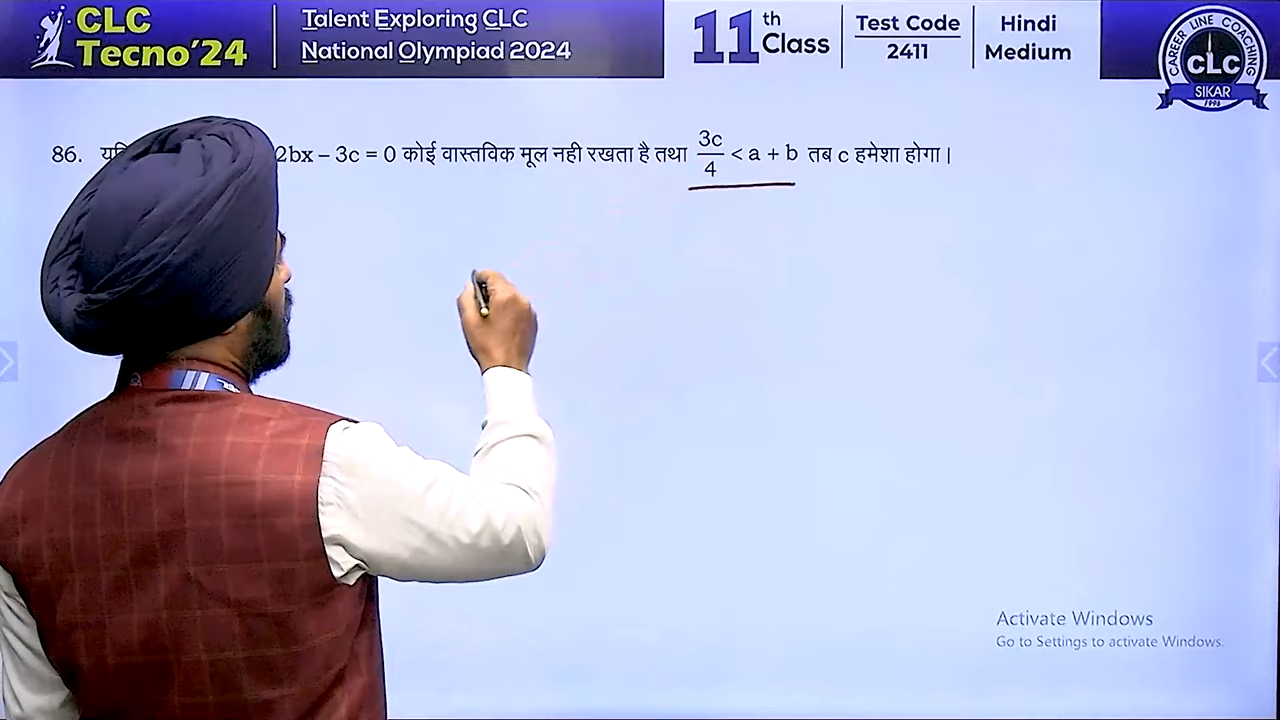 CLC
Tecno'24
Talent Exploring CLC
National Olympiad 2024
11th Class
Test Code
2411
Hindi
Medium
CAREER LINE COACHING
CLC
SIKAR
1996
86. 2bx – 3c = 0 कोई वास्तविक मूल नही रखता है तथा 3c/4 < a + b तब c हमेशा होगा।
Activate Windows
Go to Settings to activate Windows.